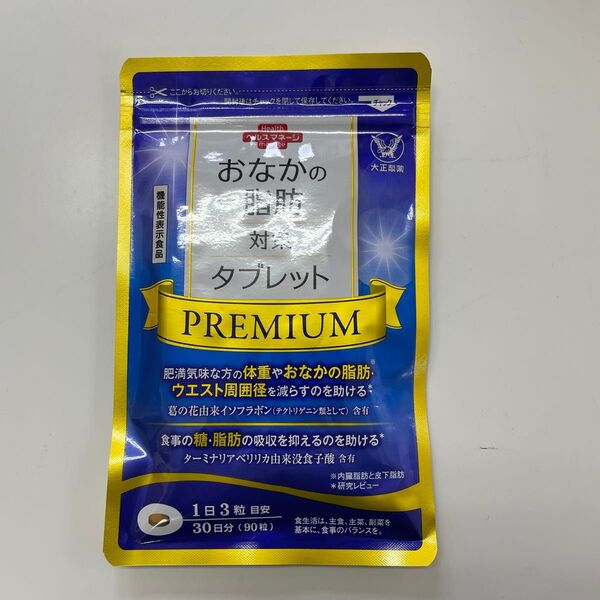 ここからお切りください。
開封後はチャックを閉じて保存してください。
チャック
Health
ヘルスマネージ
manage
大正製薬
おなかの
脂肪
対策
タブレット
機能性表示食品
PREMIUM
肥満気味な方の体重やおなかの脂肪※・
ウエスト周囲径を減らすのを助ける*
葛の花由来イソフラボン(テクトリゲニン類として)含有
食事の糖・脂肪の吸収を抑えるのを助ける*
ターミナリアベリリカ由来没食子酸 含有
※内臓脂肪と皮下脂肪
*研究レビュー
1日3粒 目安
30日分(90粒)
食生活は、主食、主菜、副菜を
基本に、食事のバランスを。